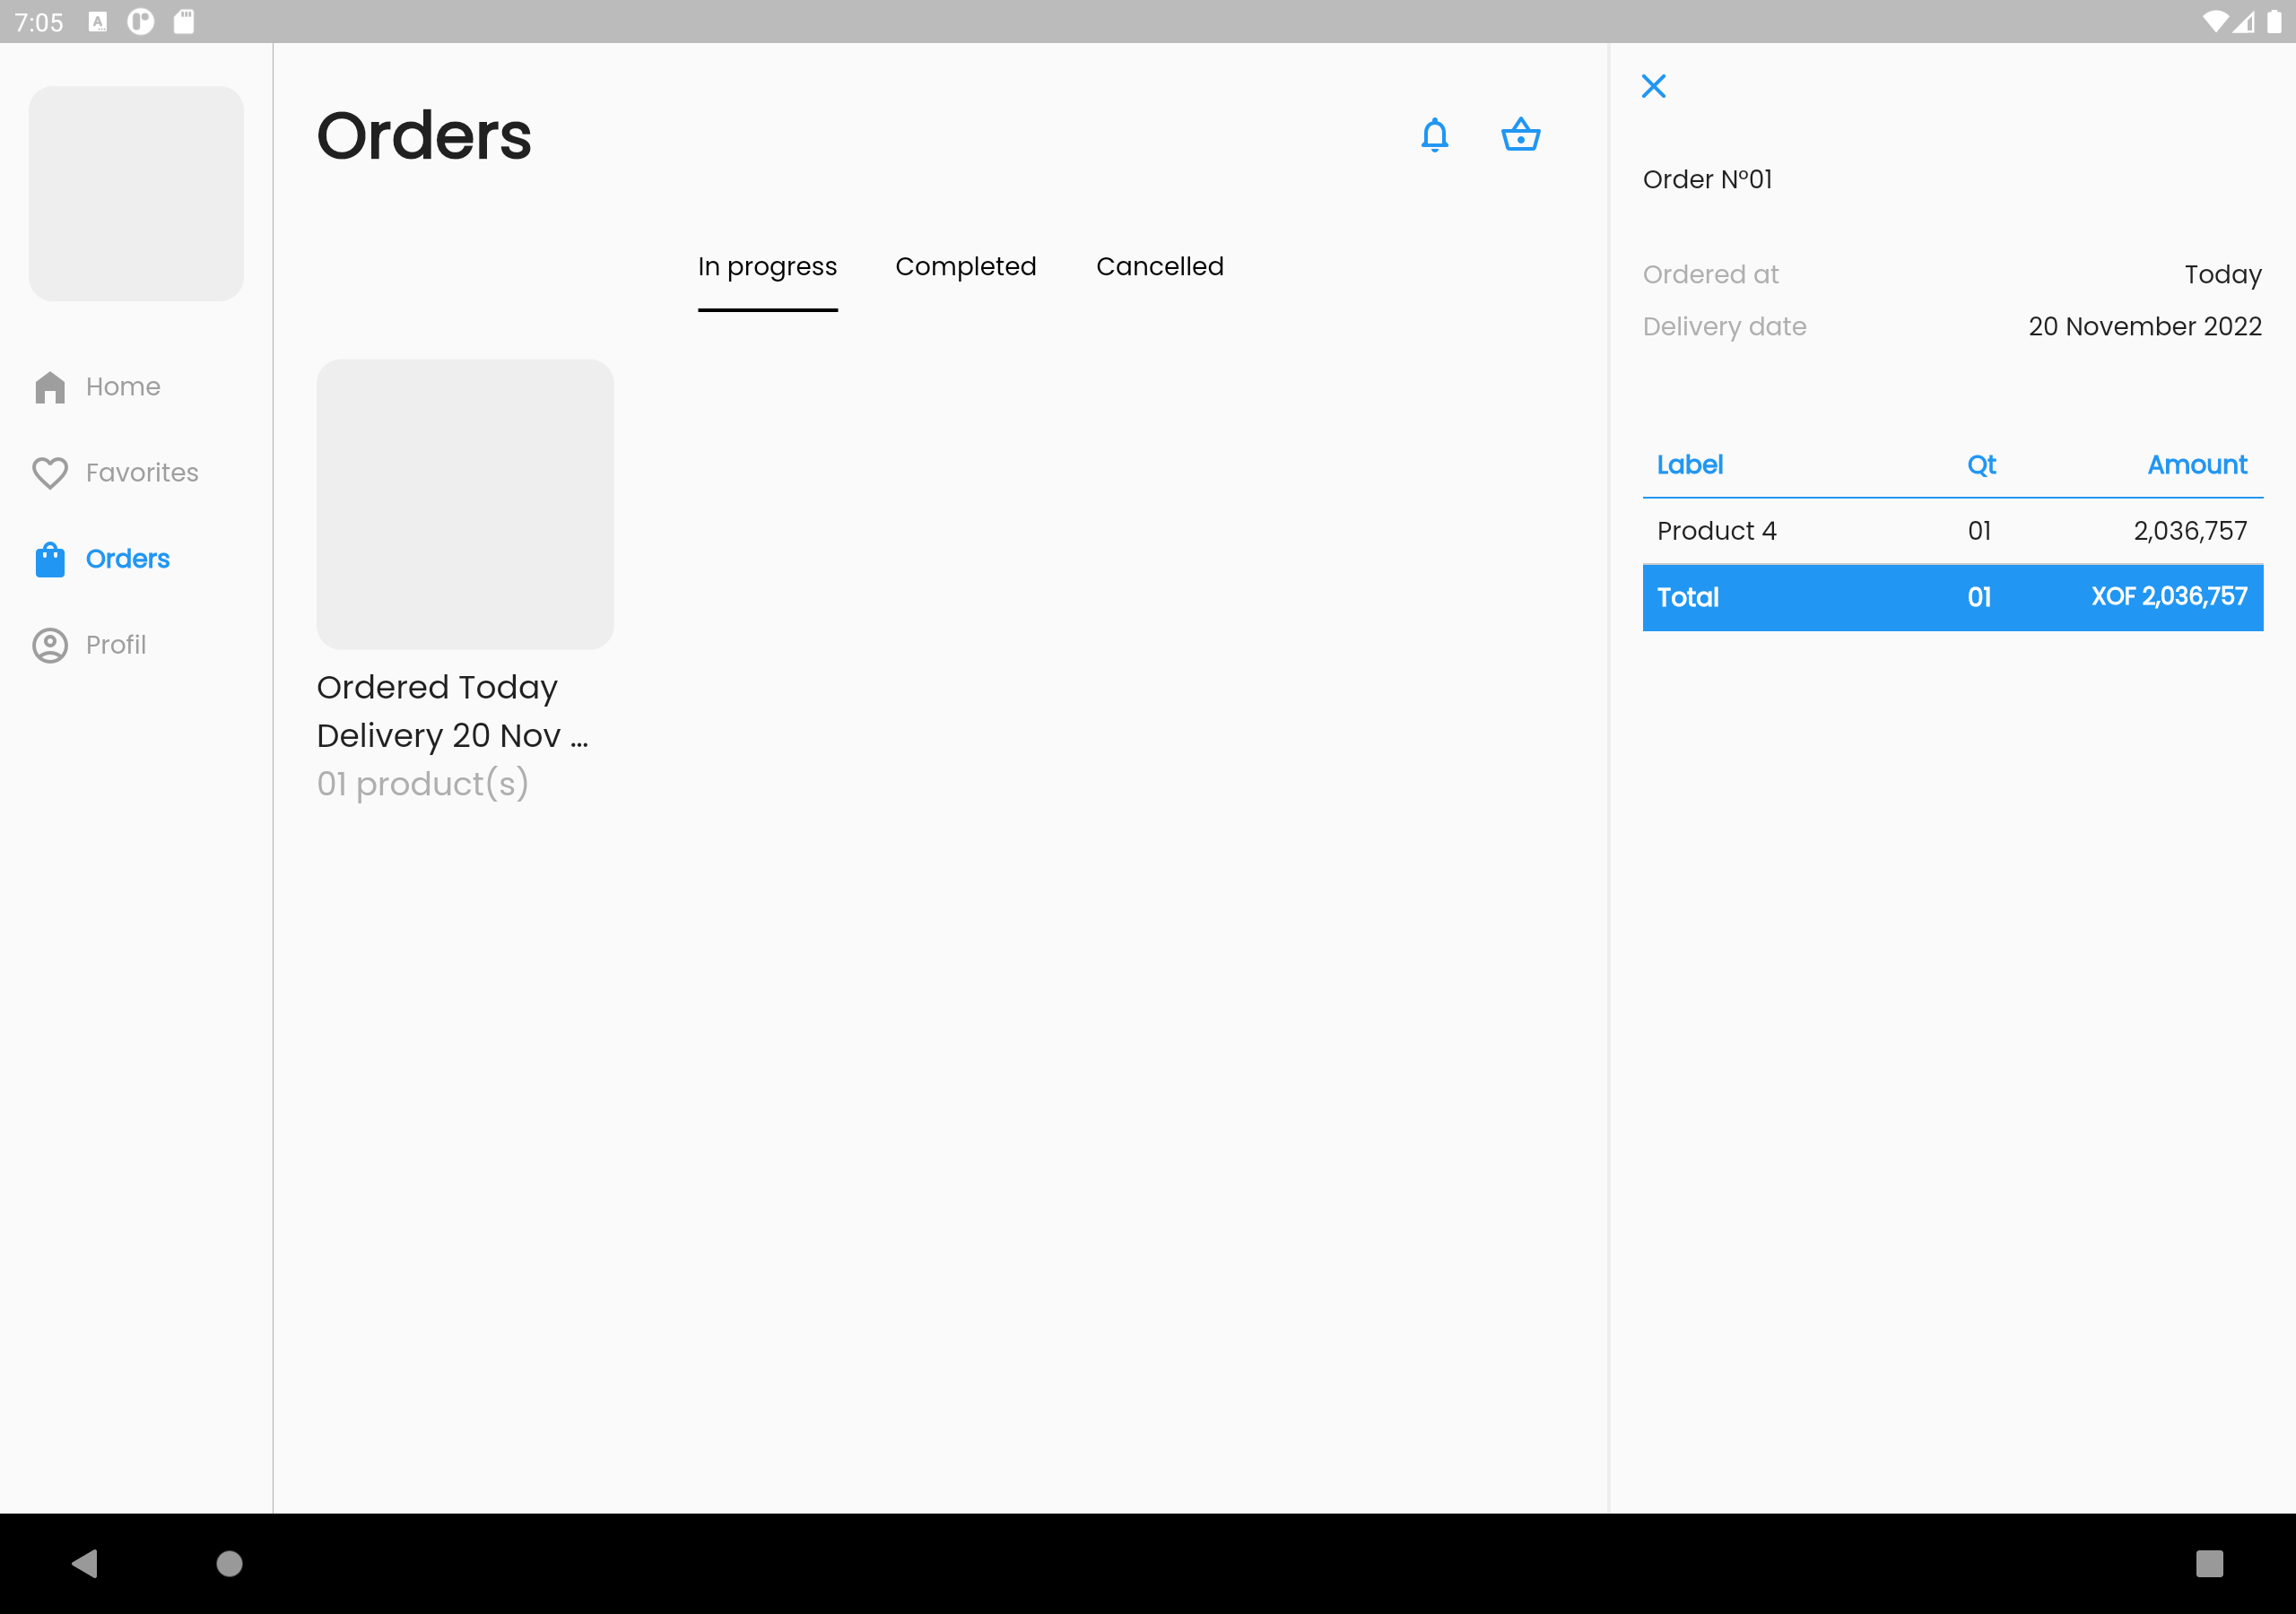 7:05
Home
Favorites
Orders
Profil
Orders
In progress Completed Cancelled
Ordered Today
Delivery 20 Nov ...
01 product(s)
Order N°01
Ordered at Today
Delivery date 20 November 2022
Label Qt Amount
Product 4 01 2,036,757
Total 01 XOF 2,036,757